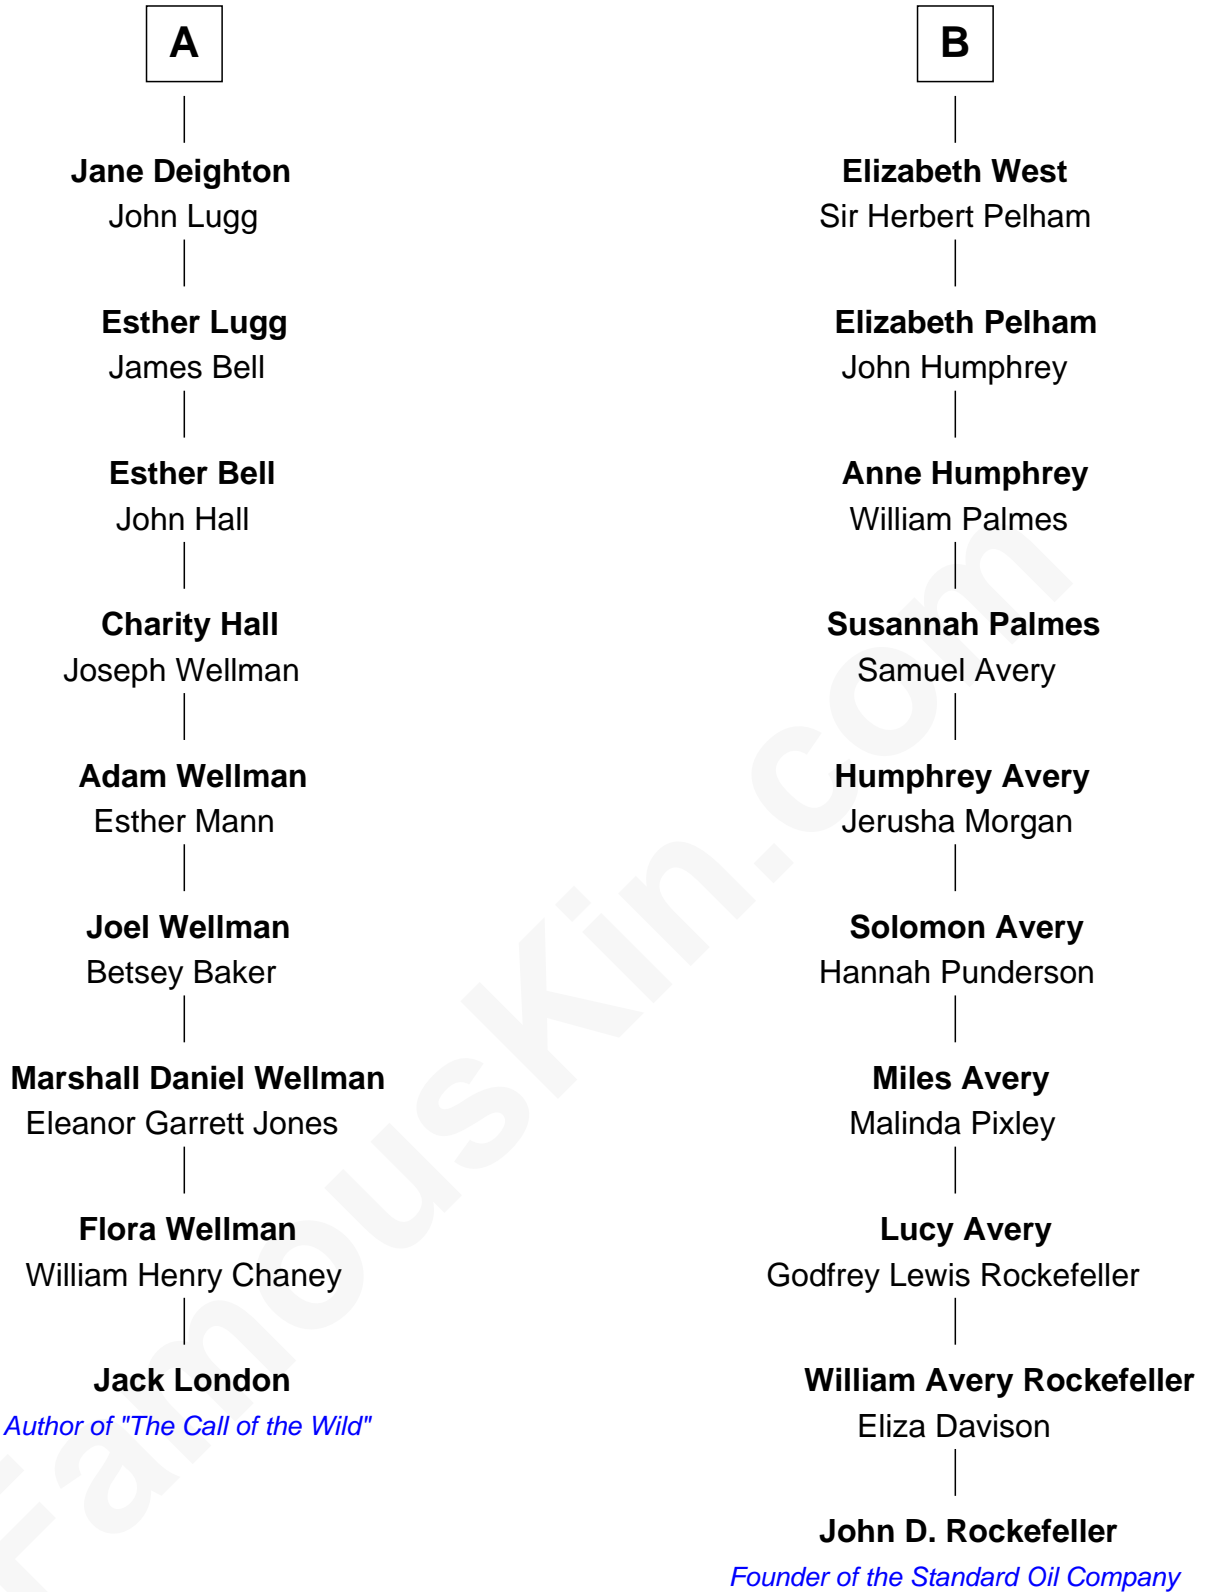 A
Jane Deighton
John Lugg
Esther Lugg
James Bell
Esther Bell
John Hall
Charity Hall
Joseph Wellman
Adam Wellman
Esther Mann
Joel Wellman
Betsey Baker
Marshall Daniel Wellman
Eleanor Garrett Jones
Flora Wellman
William Henry Chaney
Jack London
Author of "The Call of the Wild"
B
Elizabeth West
Sir Herbert Pelham
Elizabeth Pelham
John Humphrey
Anne Humphrey
William Palmes
Susannah Palmes
Samuel Avery
Humphrey Avery
Jerusha Morgan
Solomon Avery
Hannah Punderson
Miles Avery
Malinda Pixley
Lucy Avery
Godfrey Lewis Rockefeller
William Avery Rockefeller
Eliza Davison
John D. Rockefeller
Founder of the Standard Oil Company
FamousKin.com